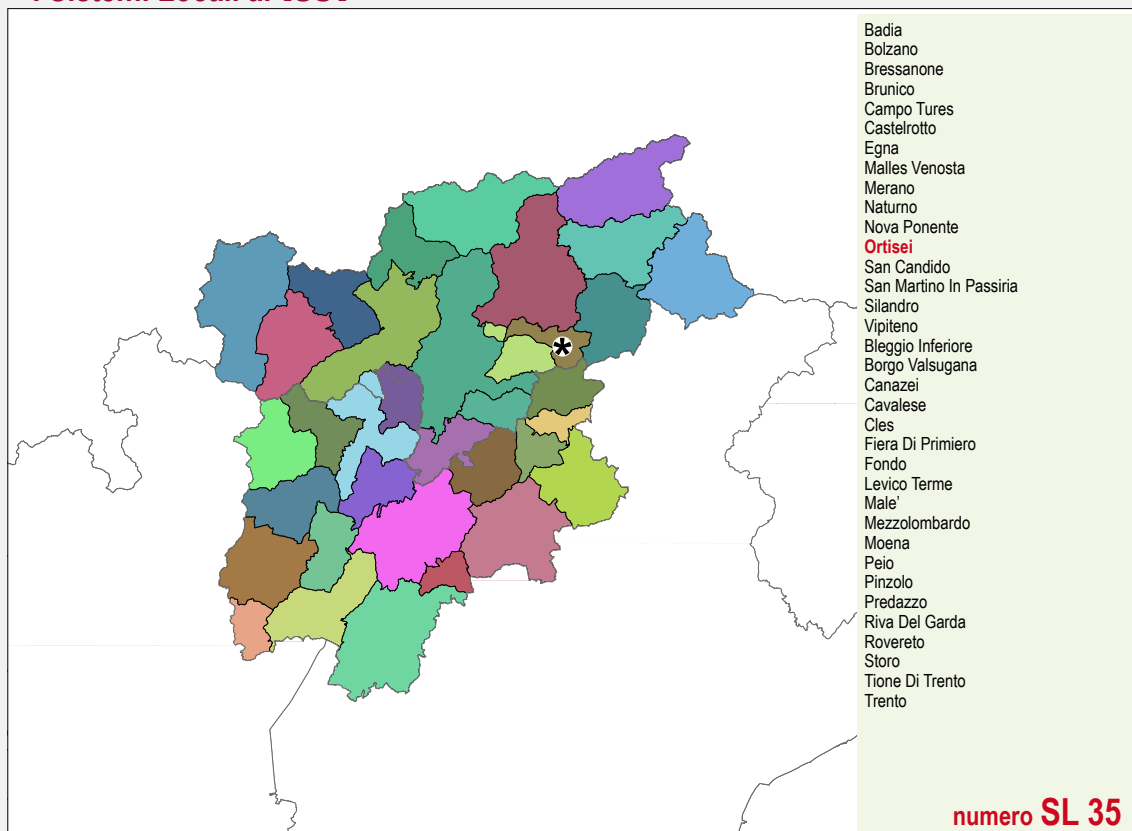 Badia
Bolzano
Bressanone
Brunico
Campo Tures
Castelrotto
Egna
Malles Venosta
Merano
Naturno
Nova Ponente
Ortisei
San Candido
San Martino In Passiria
Silandro
Vipiteno
Bleggio Inferiore
Borgo Valsugana
Canazei
Cavalese
Cles
Fiera Di Primiero
Fondo
Levico Terme
Male'
Mezzolombardo
Moena
Peio
Pinzolo
Predazzo
Riva Del Garda
Rovereto
Storo
Tione Di Trento
Trento
numero SL 35